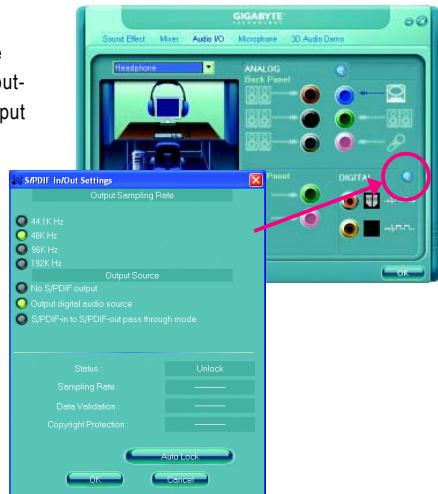 e
out-
put
GIGABYTE
TECHNOLOGY
Sound Effect Mixer Audio I/O Microphone 3D Audio Demo
Headphone
ANALOG
Back Panel
Panel
DIGITAL
OK
S/PDIF In/Out Settings
Output Sampling Rate
44.1K Hz
48K Hz
96K Hz
192K Hz
Output Source
No S/PDIF output
Output digital audio source
S/PDIF-in to S/PDIF-out pass through mode
Status : Unlock
Sampling Rate : ———
Data Validation : ———
Copyright Protection : ———
Auto Lock
OK Cancel